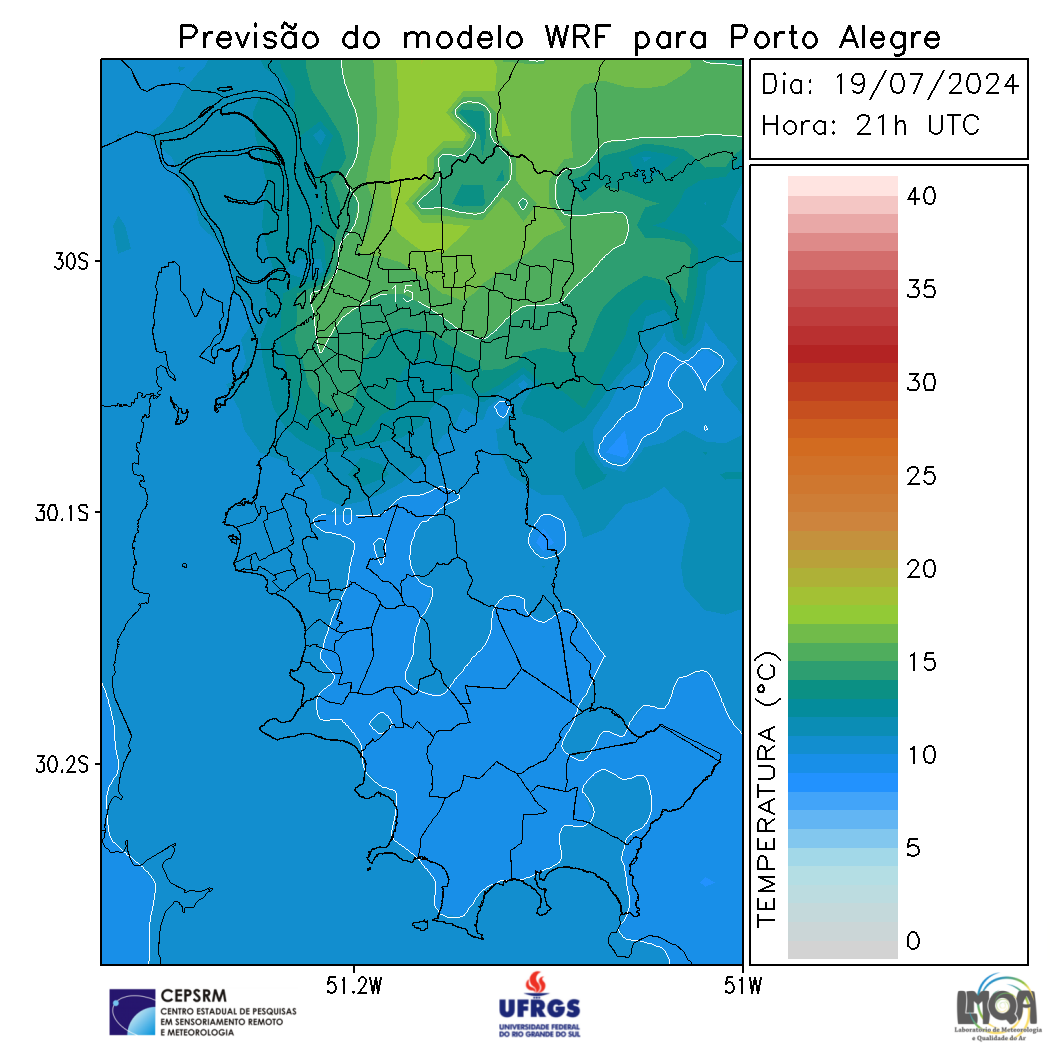 Previsão do modelo WRF para Porto Alegre
Dia: 19/07/2024
Hora: 21h UTC
30S
30.1S
30.2S
51.2W
51W
15
10
TEMPERATURA (°C)
40
35
30
25
20
15
10
5
0
CEPSRM
CENTRO ESTADUAL DE PESQUISAS
EM SENSORIAMENTO REMOTO
E METEOROLOGIA
UFRGS
UNIVERSIDADE FEDERAL
DO RIO GRANDE DO SUL
LMQA
Laboratório de Meteorologia
e Qualidade do Ar